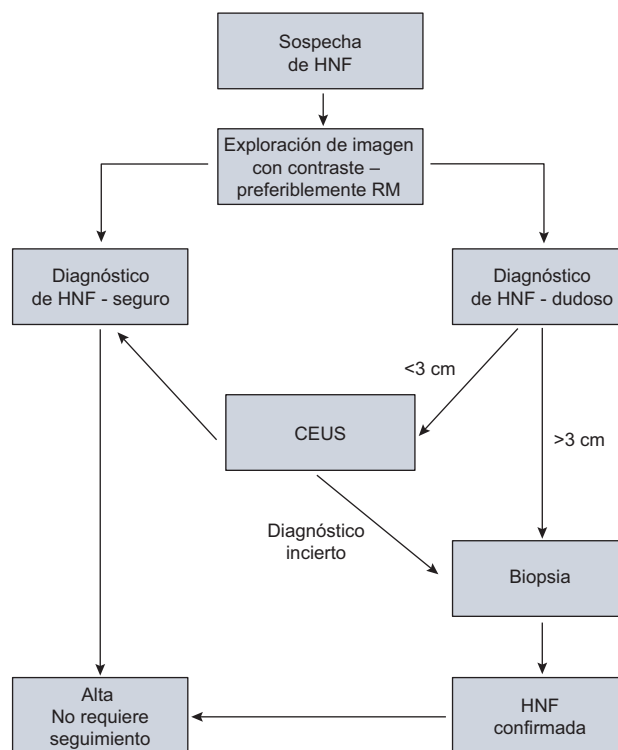 Sospecha
de HNF
Exploración de imagen
con contraste –
preferiblemente RM
Diagnóstico
de HNF - seguro
Diagnóstico
de HNF - dudoso
<3 cm
CEUS
>3 cm
Diagnóstico
incierto
Biopsia
Alta
No requiere
seguimiento
HNF
confirmada